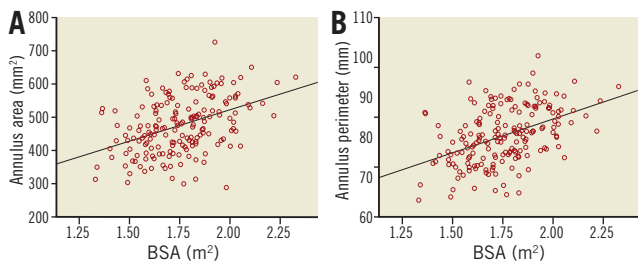 A
800
700
600
500
400
300
200
Annulus area (mm²)
1.25 1.50 1.75 2.00 2.25
BSA (m²)
B
110
100
90
80
70
60
Annulus perimeter (mm)
1.25 1.50 1.75 2.00 2.25
BSA (m²)